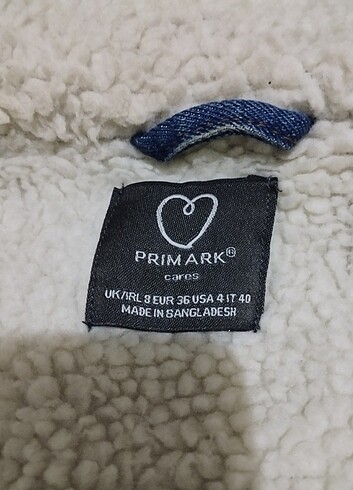 PRIMARK®
cares
UK/IRL 8 EUR 36 USA 4 IT 40
MADE IN BANGLADESH